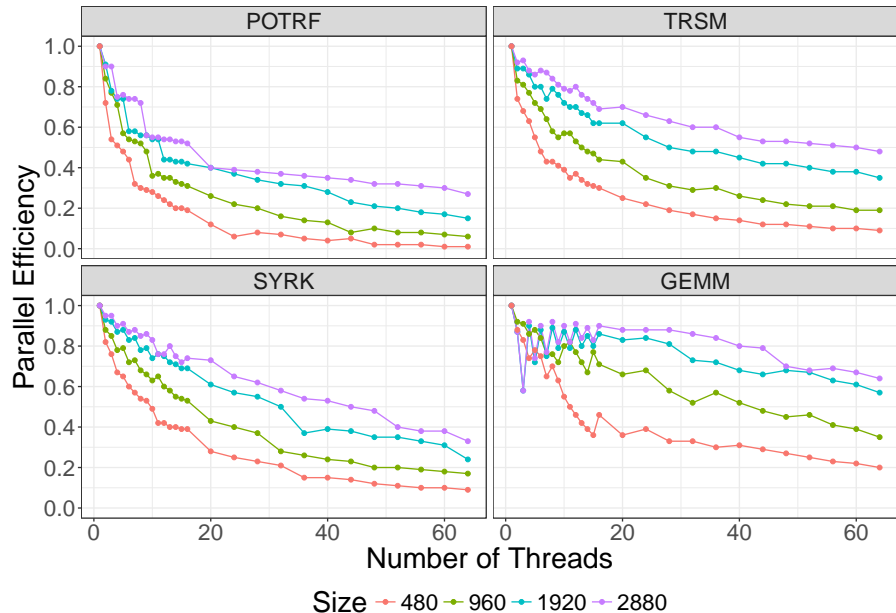 POTRF TRSM
1.0
0.8
0.6
0.4
0.2
0.0
SYRK GEMM
1.0
0.8
0.6
0.4
0.2
0.0
0 20 40 60 0 20 40 60
Parallel Efficiency
Number of Threads
Size 480 960 1920 2880